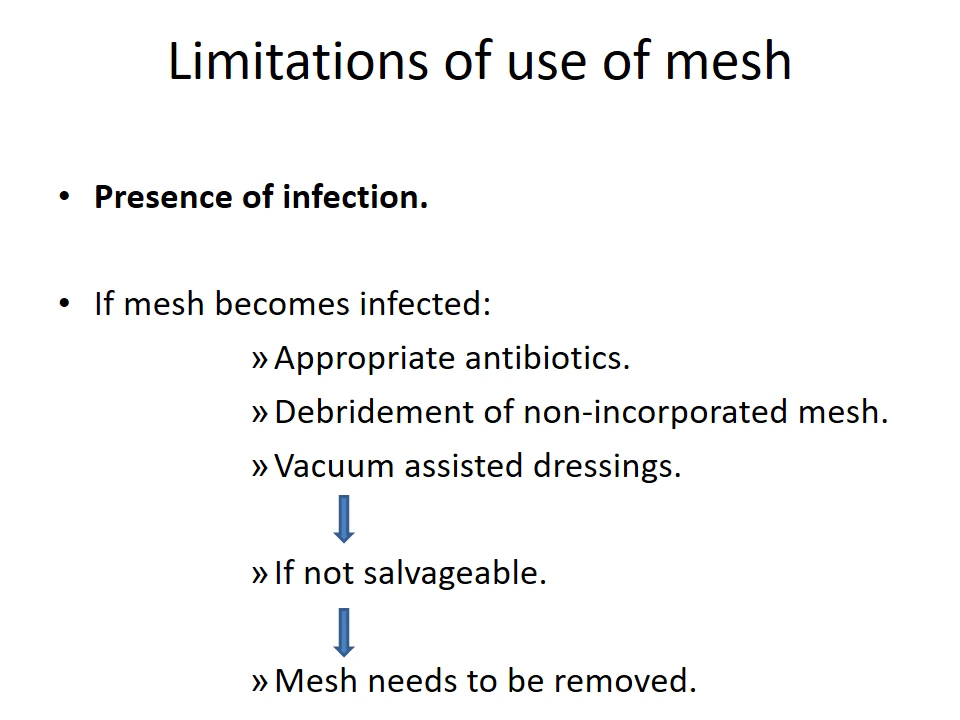 Limitations of use of mesh
• Presence of infection.
• If mesh becomes infected:
» Appropriate antibiotics.
» Debridement of non-incorporated mesh.
» Vacuum assisted dressings.
» If not salvageable.
» Mesh needs to be removed.